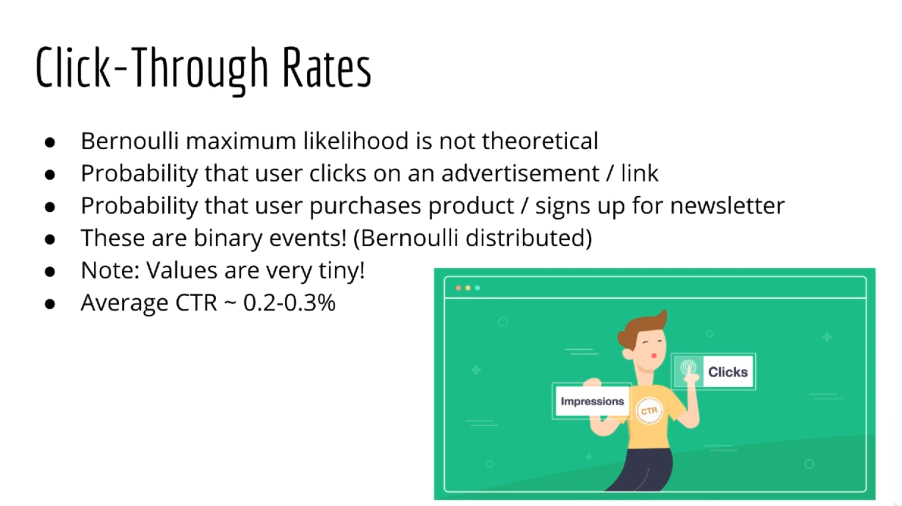 Click-Through Rates
● Bernoulli maximum likelihood is not theoretical
● Probability that user clicks on an advertisement / link
● Probability that user purchases product / signs up for newsletter
● These are binary events! (Bernoulli distributed)
● Note: Values are very tiny!
● Average CTR ~ 0.2-0.3%
Clicks
Impressions
CTR